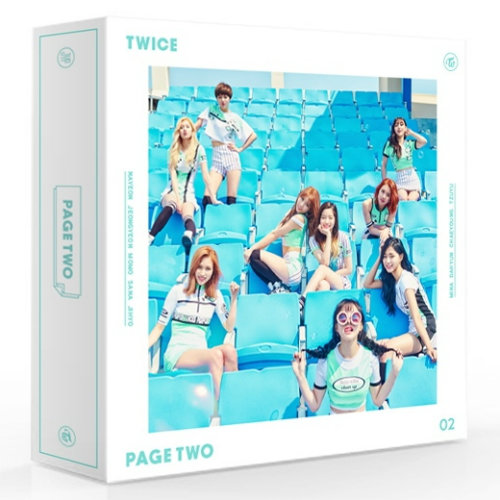 TWICE
NAYEON JEONGYEON MOMO SANA JIHYO
MINA DAHYUN CHAEYOUNG TZUYU
PAGE TWO
PAGE TWO
02